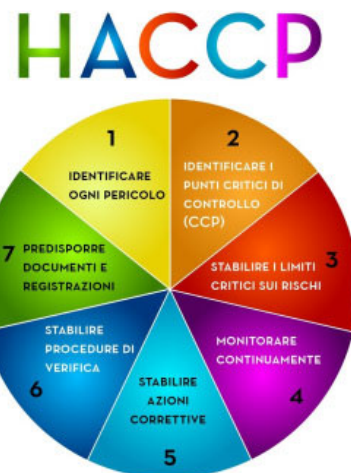 HACCP
1
IDENTIFICARE
OGNI PERICOLO
2
IDENTIFICARE I
PUNTI CRITICI DI
CONTROLLO
(CCP)
3
STABILIRE I LIMITI
CRITICI SUI RISCHI
MONITORARE
CONTINUAMENTE
4
STABILIRE
AZIONI
CORRETTIVE
5
STABILIRE
PROCEDURE DI
VERIFICA
6
7 PREDISPORRE
DOCUMENTI E
REGISTRAZIONI